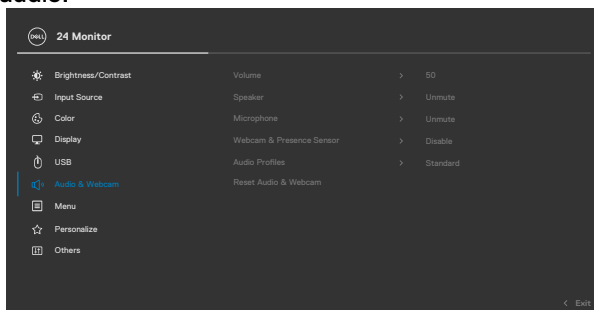 audio.
DELL 24 Monitor
Brightness/Contrast Volume > 50
Input Source Speaker > Unmute
Color Microphone > Unmute
Display Webcam & Presence Sensor > Disable
USB Audio Profiles > Standard
Audio & Webcam Reset Audio & Webcam
Menu
Personalize
Others
< Exit